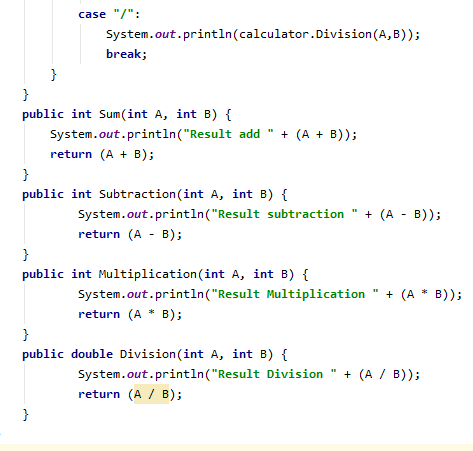 case "/":
System.out.println(calculator.Division(A,B));
break;
}
}
public int Sum(int A, int B) {
System.out.println("Result add " + (A + B));
return (A + B);
}
public int Subtraction(int A, int B) {
System.out.println("Result subtraction " + (A - B));
return (A - B);
}
public int Multiplication(int A, int B) {
System.out.println("Result Multiplication " + (A * B));
return (A * B);
}
public double Division(int A, int B) {
System.out.println("Result Division " + (A / B));
return (A / B);
}